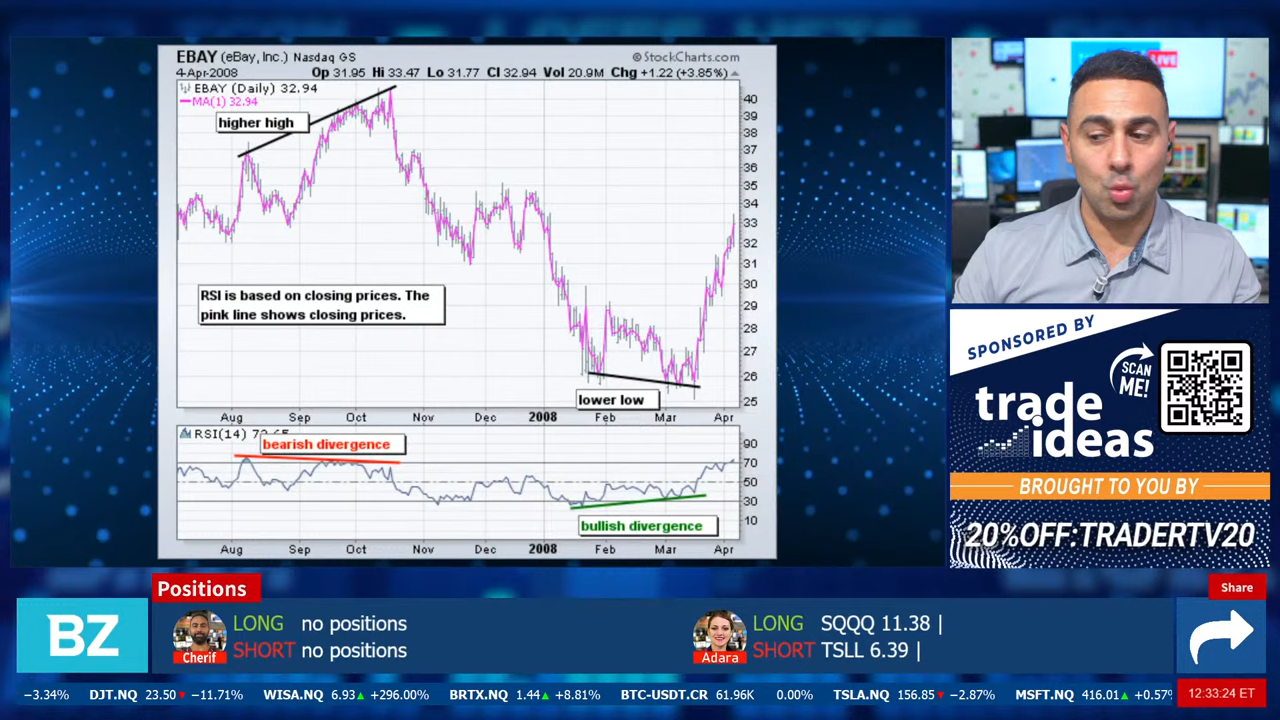 EBAY (eBay, Inc.) Nasdaq GS
© StockCharts.com
4-Apr-2008
Op 31.95 Hi 33.47 Lo 31.77 Cl 32.94 Vol 20.9M Chg +1.22 (+3.85%)
EBAY (Daily) 32.94
MA(1) 32.94
higher high
40
39
38
37
36
35
34
33
32
31
30
29
28
27
26
25
RSI is based on closing prices. The
pink line shows closing prices.
lower low
Aug Sep Oct Nov Dec 2008 Feb Mar Apr
RSI(14)
bearish divergence
90
70
50
30
10
bullish divergence
Aug Sep Oct Nov Dec 2008 Feb Mar Apr
LIVE
SPONSORED BY
SCAN
ME!
trade
ideas
BROUGHT TO YOU BY
20%OFF:TRADERTV20
Positions
Share
BZ
Cherif
LONG no positions
SHORT no positions
Adara
LONG SQQQ 11.38 |
SHORT TSLL 6.39 |
−3.34% DJT.NQ 23.50 −11.71% WISA.NQ 6.93 +296.00% BRTX.NQ 1.44 +8.81% BTC-USDT.CR 61.96K 0.00% TSLA.NQ 156.85 −2.87% MSFT.NQ 416.01 +0.57%
12:33:24 ET